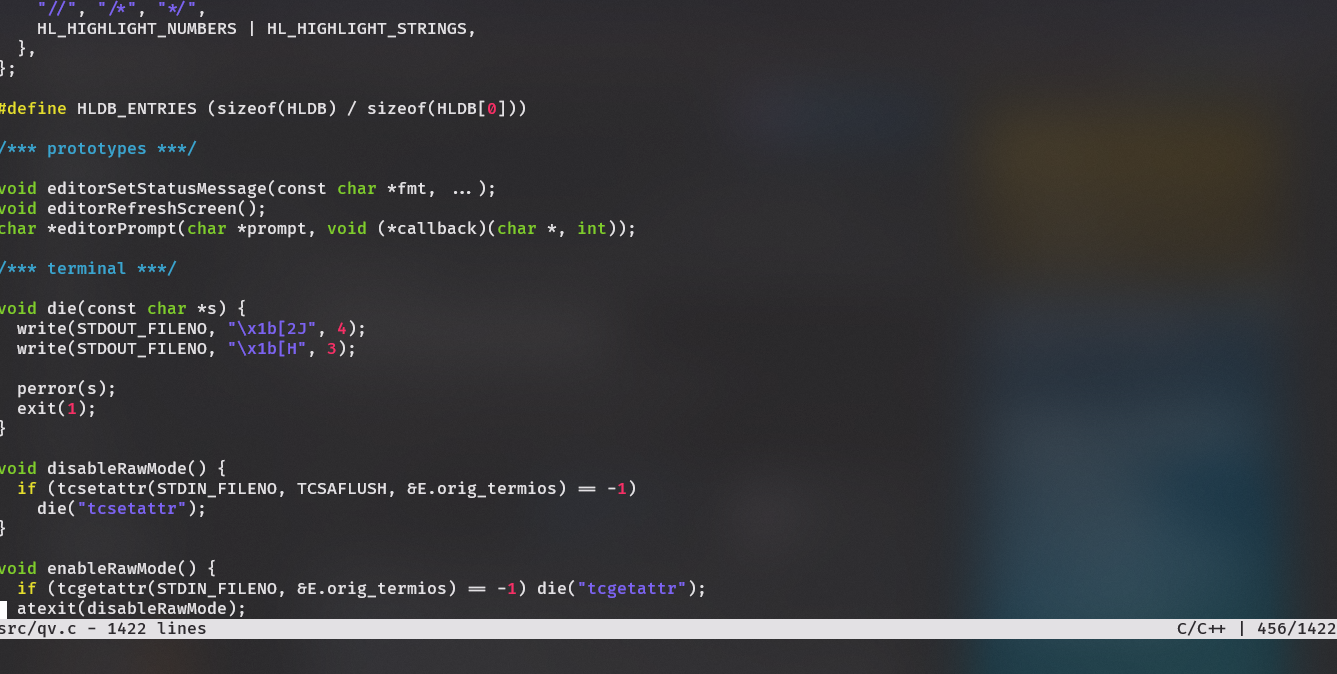 "//", "/*", "*/",
HL_HIGHLIGHT_NUMBERS | HL_HIGHLIGHT_STRINGS,
},
};
#define HLDB_ENTRIES (sizeof(HLDB) / sizeof(HLDB[0]))
/*** prototypes ***/
void editorSetStatusMessage(const char *fmt, ...);
void editorRefreshScreen();
char *editorPrompt(char *prompt, void (*callback)(char *, int));
/*** terminal ***/
void die(const char *s) {
write(STDOUT_FILENO, "\x1b[2J", 4);
write(STDOUT_FILENO, "\x1b[H", 3);
perror(s);
exit(1);
}
void disableRawMode() {
if (tcsetattr(STDIN_FILENO, TCSAFLUSH, &E.orig_termios) == -1)
die("tcsetattr");
}
void enableRawMode() {
if (tcgetattr(STDIN_FILENO, &E.orig_termios) == -1) die("tcgetattr");
atexit(disableRawMode);
src/qv.c - 1422 lines C/C++ | 456/1422